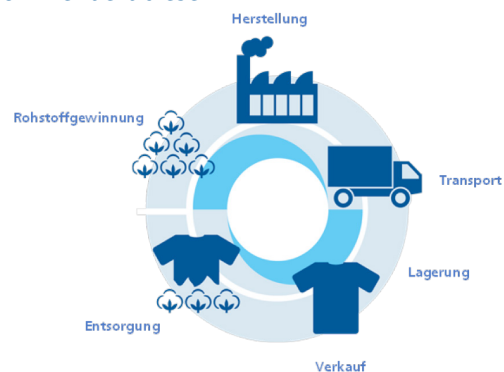 Herstellung
Rohstoffgewinnung
Transport
Lagerung
Entsorgung
Verkauf